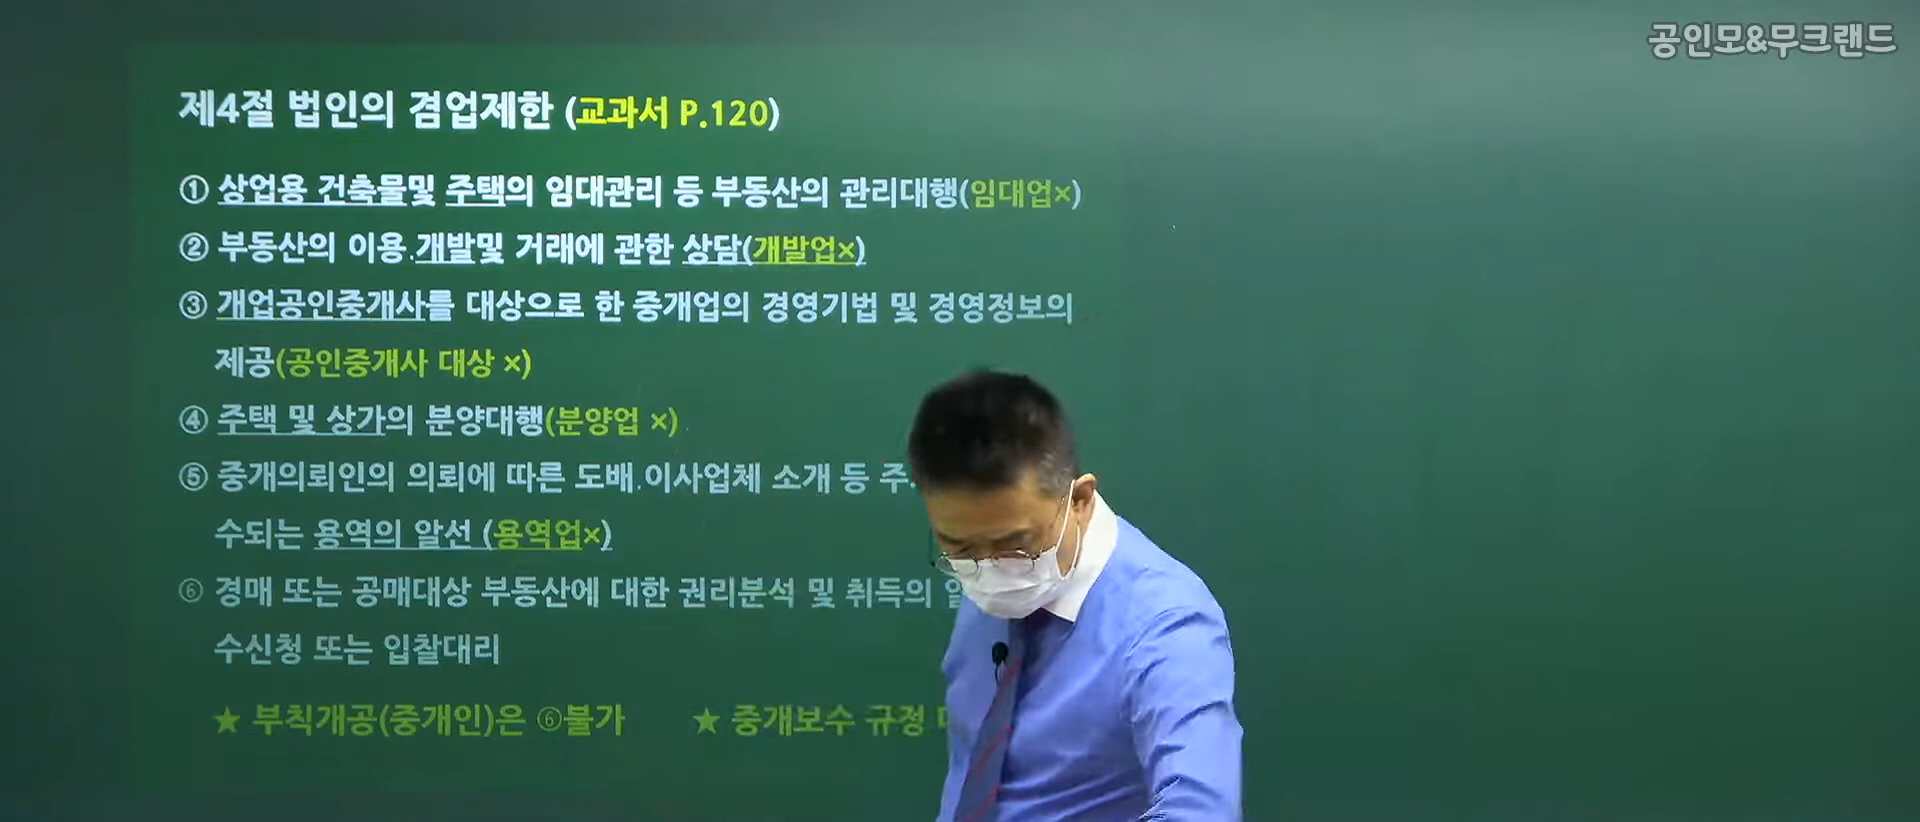 공인모&무크랜드
제4절 법인의 겸업제한 (교과서 P.120)
① 상업용 건축물및 주택의 임대관리 등 부동산의 관리대행(임대업×)
② 부동산의 이용.개발및 거래에 관한 상담(개발업×)
③ 개업공인중개사를 대상으로 한 중개업의 경영기법 및 경영정보의
제공(공인중개사 대상 ×)
④ 주택 및 상가의 분양대행(분양업 ×)
⑤ 중개의뢰인의 의뢰에 따른 도배.이사업체 소개 등 주
수되는 용역의 알선 (용역업×)
⑥ 경매 또는 공매대상 부동산에 대한 권리분석 및 취득의
수신청 또는 입찰대리
★ 부칙개공(중개인)은 ⑥불가 ★ 중개보수 규정